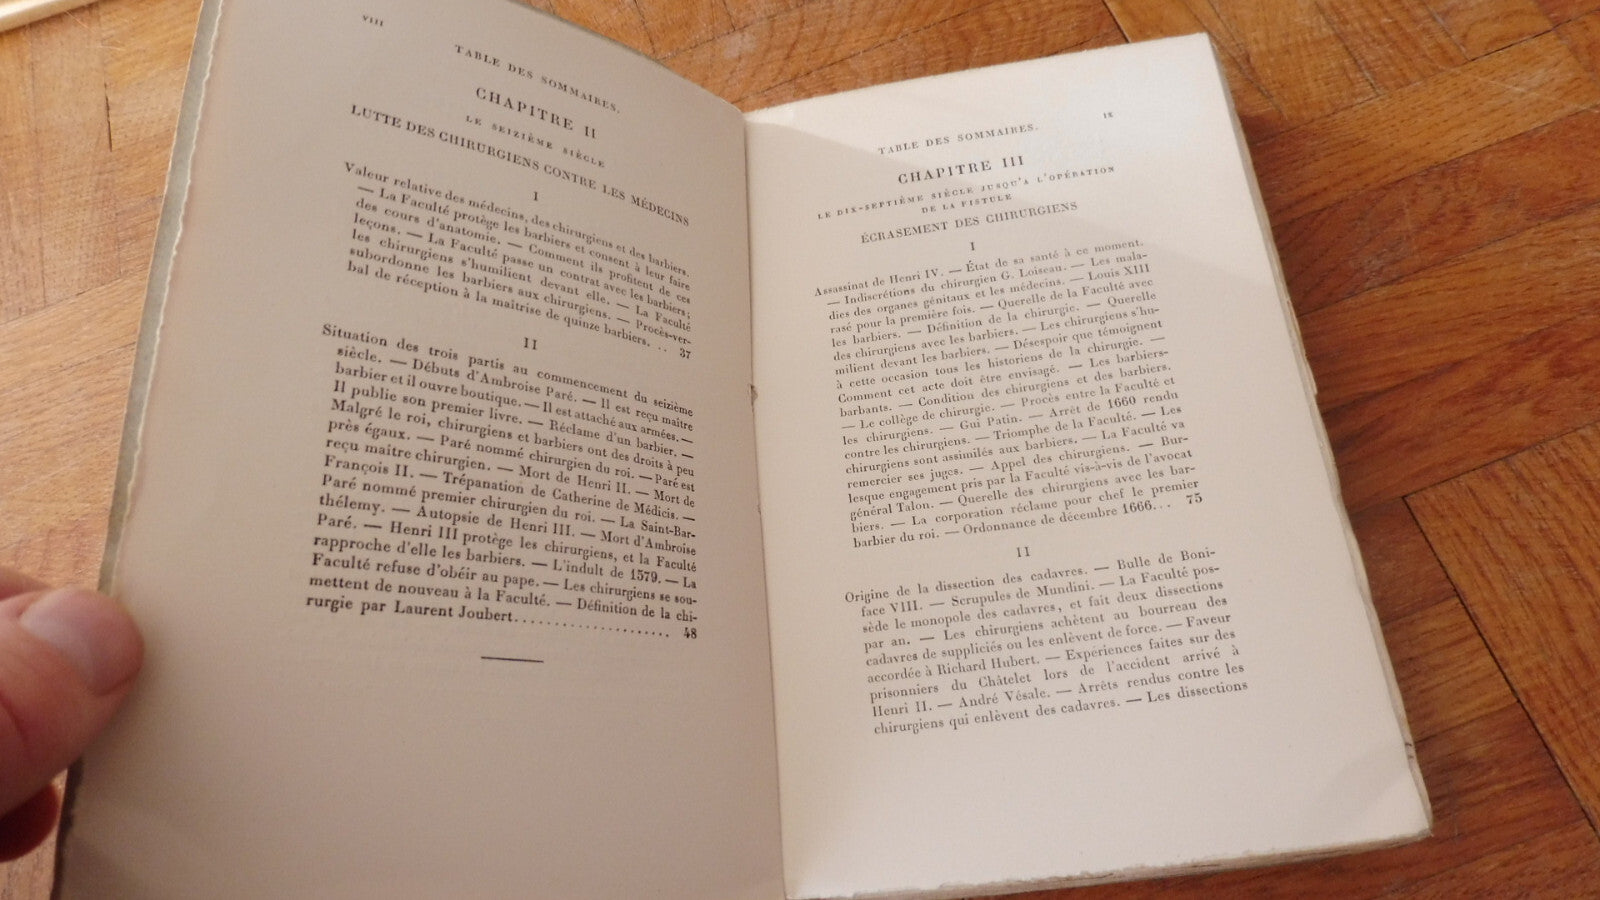 VIII
TABLE DES SOMMAIRES.
CHAPITRE II
LE SEIZIÈME SIÈCLE
LUTTE DES CHIRURGIENS CONTRE LES MÉDECINS
I
Valeur relative des médecins, des chirurgiens et des barbiers.
— La Faculté protège les barbiers et consent à leur faire
des cours d'anatomie. — Comment ils profitent de ces
leçons. — La Faculté passe un contrat avec les barbiers;
les chirurgiens s'humilient devant elle. — La Faculté
subordonne les barbiers aux chirurgiens. — Procès-ver-
bal de réception à la maîtrise de quinze barbiers. .. 37
II
Situation des trois partis au commencement du seizième
siècle. — Débuts d'Ambroise Paré. — Il est reçu maître
barbier et il ouvre boutique. — Il est attaché aux armées. —
Il publie son premier livre. — Réclame d'un barbier. —
Malgré le roi, chirurgiens et barbiers ont des droits à peu
près égaux. — Paré nommé chirurgien du roi. — Paré est
reçu maître chirurgien. — Mort de Henri II. — Mort de
François II. — Trépanation de Catherine de Médicis. —
Paré nommé premier chirurgien du roi. — La Saint-Bar-
thélemy. — Autopsie de Henri III. — Mort d'Ambroise
Paré. — Henri III protège les chirurgiens, et la Faculté
rapproche d'elle les barbiers. — L'indult de 1579. — La
Faculté refuse d'obéir au pape. — Les chirurgiens se sou-
mettent de nouveau à la Faculté. — Définition de la chi-
rurgie par Laurent Joubert.................... 48
IX
TABLE DES SOMMAIRES.
CHAPITRE III
LE DIX-SEPTIÈME SIÈCLE JUSQU'A L'OPÉRATION
DE LA FISTULE
ÉCRASEMENT DES CHIRURGIENS
I
Assassinat de Henri IV. — État de sa santé à ce moment.
— Indiscrétions du chirurgien G. Loiseau. — Les mala-
dies des organes génitaux et les médecins. — Louis XIII
rasé pour la première fois. — Querelle de la Faculté avec
les barbiers. — Définition de la chirurgie. — Querelle
des chirurgiens avec les barbiers. — Les chirurgiens s'hu-
milient devant les barbiers. — Désespoir que témoignent
à cette occasion tous les historiens de la chirurgie. —
Comment cet acte doit être envisagé. — Les barbiers-
barbants. — Condition des chirurgiens et des barbiers.
— Le collège de chirurgie. — Procès entre la Faculté et
les chirurgiens. — Gui Patin. — Arrêt de 1660 rendu
contre les chirurgiens. — Triomphe de la Faculté. — Les
chirurgiens sont assimilés aux barbiers. — La Faculté va
remercier ses juges. — Appel des chirurgiens. — Bur-
lesque engagement pris par la Faculté vis-à-vis de l'avocat
général Talon. — Querelle des chirurgiens avec les bar-
biers. — La corporation réclame pour chef le premier
barbier du roi. — Ordonnance de décembre 1666... 75
II
Origine de la dissection des cadavres. — Bulle de Boni-
face VIII. — Scrupules de Mundini. — La Faculté pos-
sède le monopole des cadavres, et fait deux dissections
par an. — Les chirurgiens achètent au bourreau des
cadavres de suppliciés ou les enlèvent de force. — Faveur
accordée à Richard Hubert. — Expériences faites sur des
prisonniers du Châtelet lors de l'accident arrivé à
Henri II. — André Vésale. — Arrêts rendus contre les
chirurgiens qui enlèvent des cadavres. — Les dissections